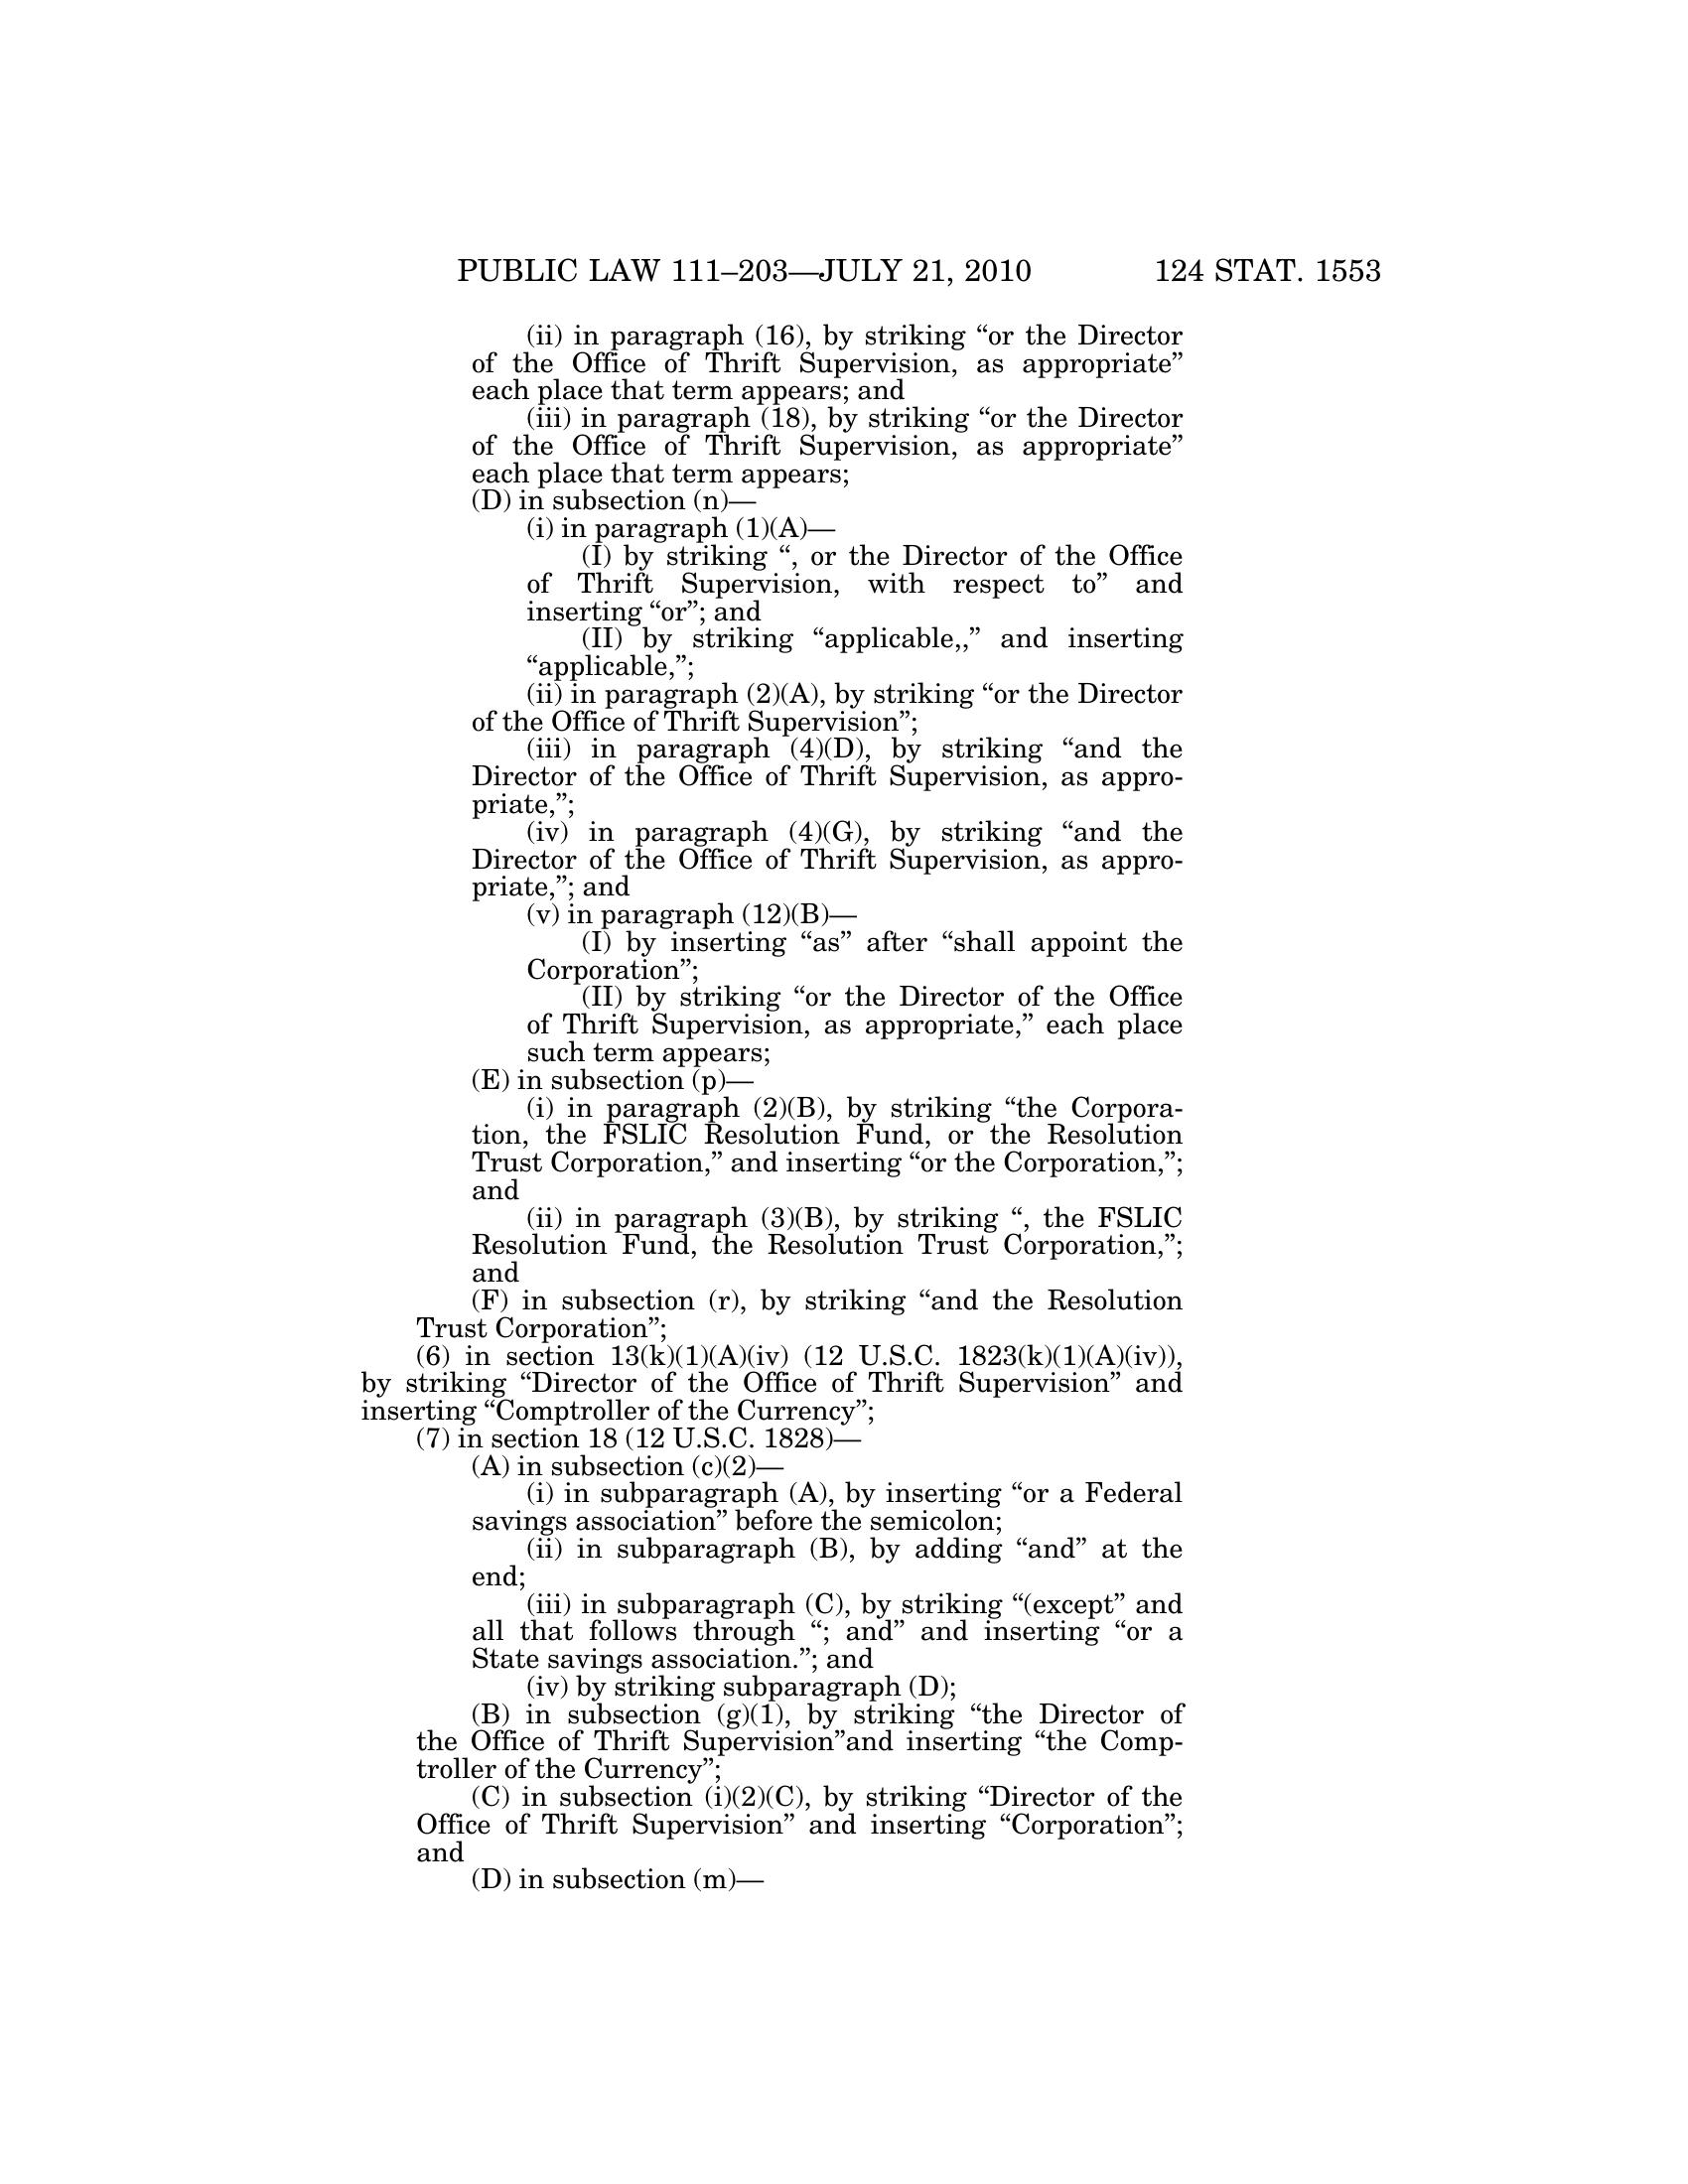 PUBLIC LAW 111–203—JULY 21, 2010 124 STAT. 1553
(ii) in paragraph (16), by striking “or the Director
of the Office of Thrift Supervision, as appropriate”
each place that term appears; and
(iii) in paragraph (18), by striking “or the Director
of the Office of Thrift Supervision, as appropriate”
each place that term appears;
(D) in subsection (n)—
(i) in paragraph (1)(A)—
(I) by striking “, or the Director of the Office
of Thrift Supervision, with respect to” and
inserting “or”; and
(II) by striking “applicable,,” and inserting
“applicable,”;
(ii) in paragraph (2)(A), by striking “or the Director
of the Office of Thrift Supervision”;
(iii) in paragraph (4)(D), by striking “and the
Director of the Office of Thrift Supervision, as appro-
priate,”;
(iv) in paragraph (4)(G), by striking “and the
Director of the Office of Thrift Supervision, as appro-
priate,”; and
(v) in paragraph (12)(B)—
(I) by inserting “as” after “shall appoint the
Corporation”;
(II) by striking “or the Director of the Office
of Thrift Supervision, as appropriate,” each place
such term appears;
(E) in subsection (p)—
(i) in paragraph (2)(B), by striking “the Corpora-
tion, the FSLIC Resolution Fund, or the Resolution
Trust Corporation,” and inserting “or the Corporation,”;
and
(ii) in paragraph (3)(B), by striking “, the FSLIC
Resolution Fund, the Resolution Trust Corporation,”;
and
(F) in subsection (r), by striking “and the Resolution
Trust Corporation”;
(6) in section 13(k)(1)(A)(iv) (12 U.S.C. 1823(k)(1)(A)(iv)),
by striking “Director of the Office of Thrift Supervision” and
inserting “Comptroller of the Currency”;
(7) in section 18 (12 U.S.C. 1828)—
(A) in subsection (c)(2)—
(i) in subparagraph (A), by inserting “or a Federal
savings association” before the semicolon;
(ii) in subparagraph (B), by adding “and” at the
end;
(iii) in subparagraph (C), by striking “(except” and
all that follows through “; and” and inserting “or a
State savings association.”; and
(iv) by striking subparagraph (D);
(B) in subsection (g)(1), by striking “the Director of
the Office of Thrift Supervision”and inserting “the Comp-
troller of the Currency”;
(C) in subsection (i)(2)(C), by striking “Director of the
Office of Thrift Supervision” and inserting “Corporation”;
and
(D) in subsection (m)—